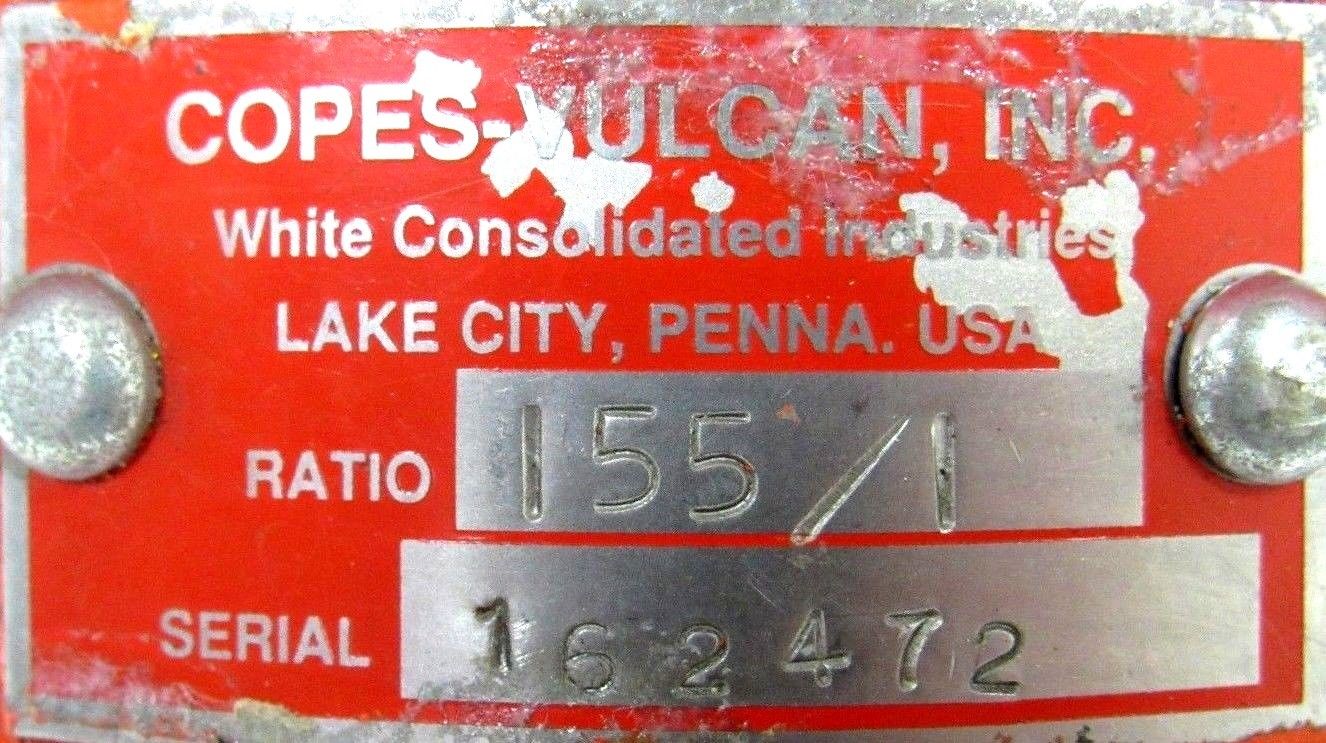 COPES-VULCAN, INC.
White Consolidated Industries
LAKE CITY, PENNA. USA
RATIO 155/1
SERIAL 162472